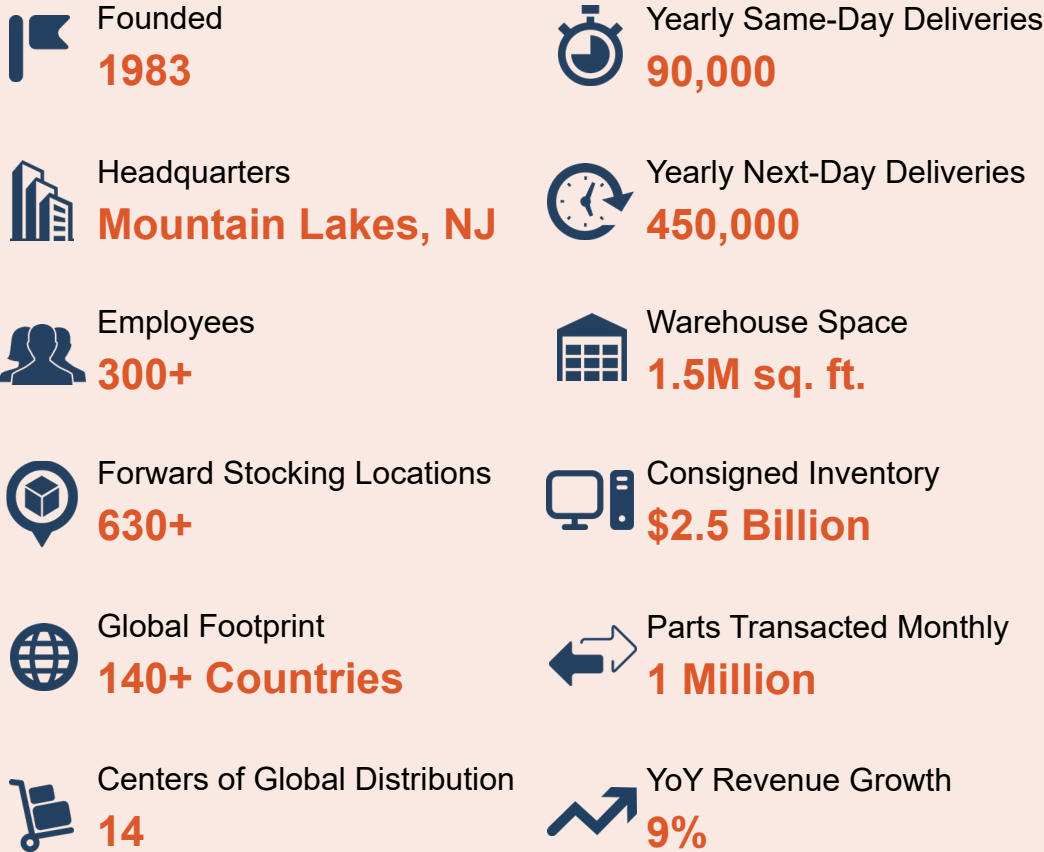 Founded
1983
Headquarters
Mountain Lakes, NJ
Employees
300+
Forward Stocking Locations
630+
Global Footprint
140+ Countries
Centers of Global Distribution
14
Yearly Same-Day Deliveries
90,000
Yearly Next-Day Deliveries
450,000
Warehouse Space
1.5M sq. ft.
Consigned Inventory
$2.5 Billion
Parts Transacted Monthly
1 Million
YoY Revenue Growth
9%